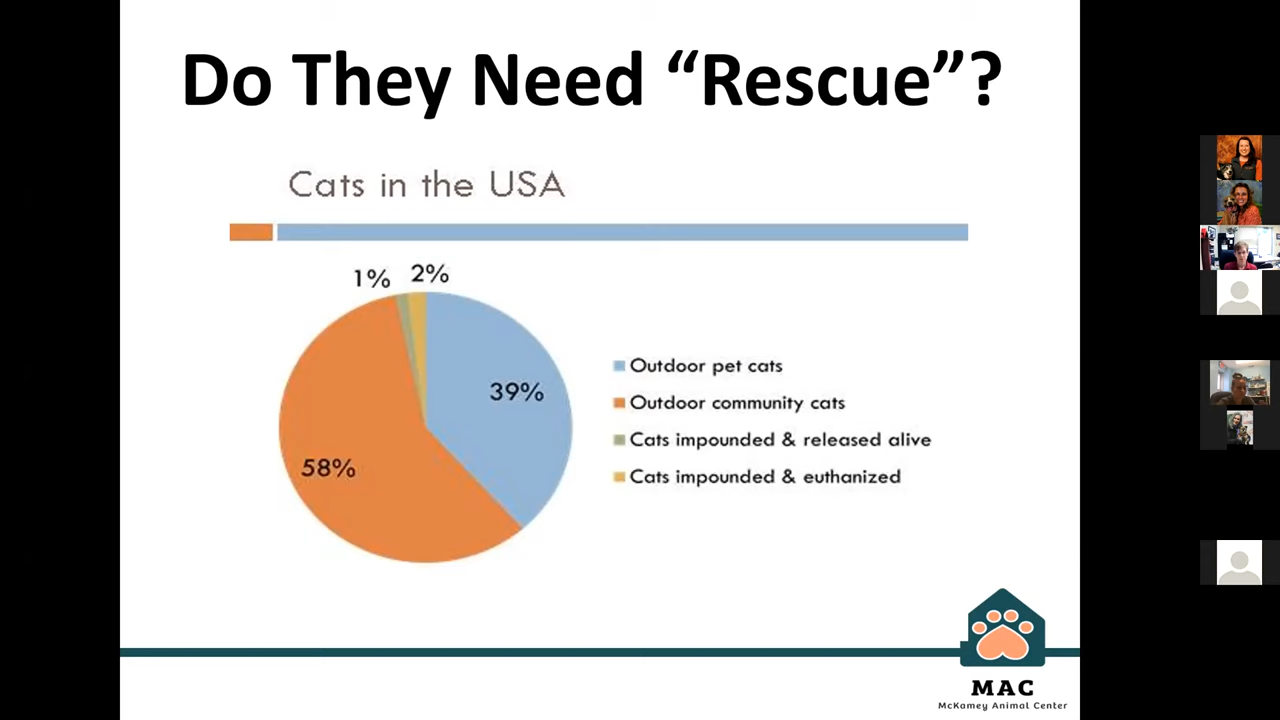 Do They Need “Rescue”?
Cats in the USA
1%
2%
39%
58%
Outdoor pet cats
Outdoor community cats
Cats impounded & released alive
Cats impounded & euthanized
MAC
McKamey Animal Center